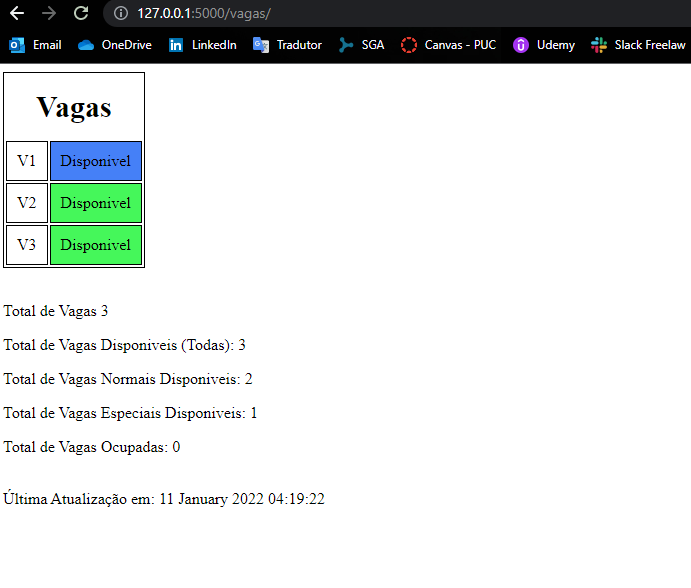 127.0.0.1:5000/vagas/
Email OneDrive LinkedIn Tradutor SGA Canvas - PUC Udemy Slack Freelaw
Vagas
V1 Disponivel
V2 Disponivel
V3 Disponivel
Total de Vagas 3
Total de Vagas Disponiveis (Todas): 3
Total de Vagas Normais Disponiveis: 2
Total de Vagas Especiais Disponiveis: 1
Total de Vagas Ocupadas: 0
Última Atualização em: 11 January 2022 04:19:22